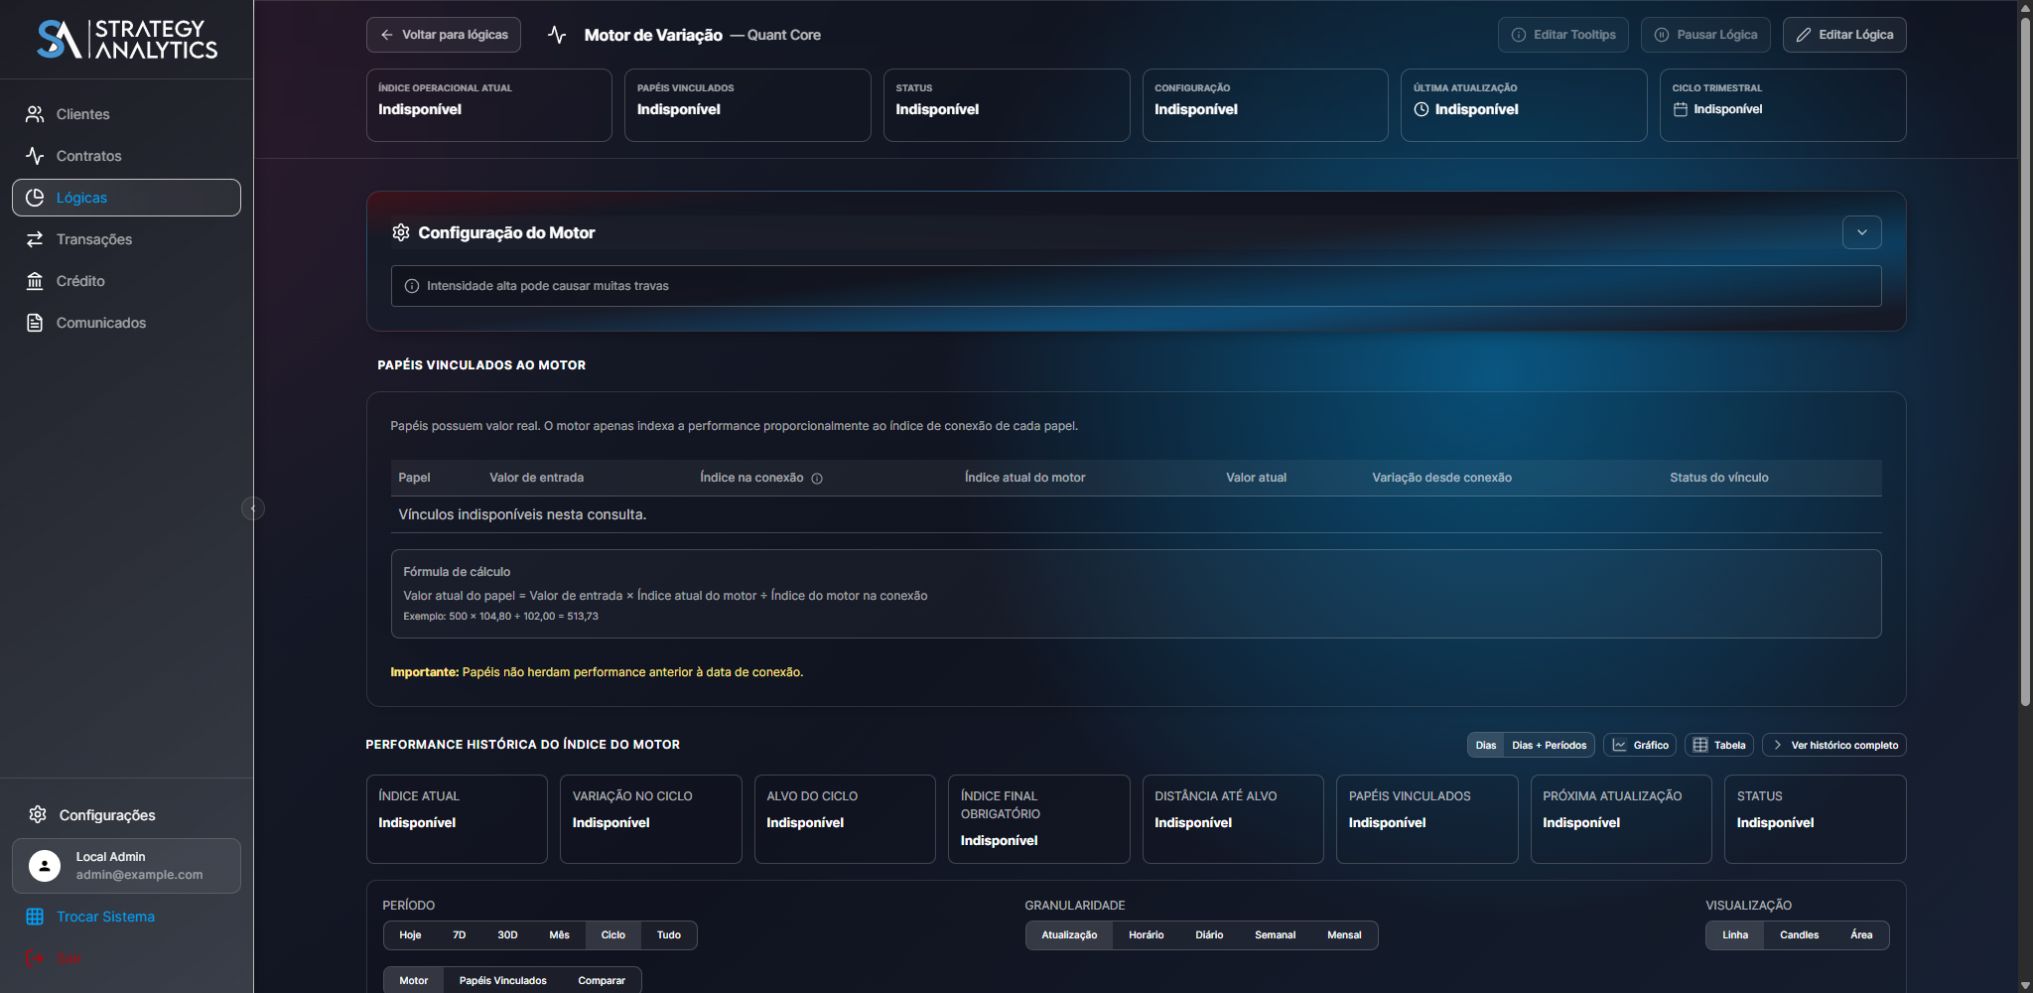 STRATEGY
ANALYTICS
Clientes
Contratos
Lógicas
Transações
Crédito
Comunicados
Configurações
Local Admin
admin@example.com
Trocar Sistema
Sair
Voltar para lógicas
Motor de Variação — Quant Core
Editar Tooltips
Pausar Lógica
Editar Lógica
ÍNDICE OPERACIONAL ATUAL
Indisponível
PAPÉIS VINCULADOS
Indisponível
STATUS
Indisponível
CONFIGURAÇÃO
Indisponível
ÚLTIMA ATUALIZAÇÃO
Indisponível
CICLO TRIMESTRAL
Indisponível
Configuração do Motor
Intensidade alta pode causar muitas travas
PAPÉIS VINCULADOS AO MOTOR
Papéis possuem valor real. O motor apenas indexa a performance proporcionalmente ao índice de conexão de cada papel.
Papel Valor de entrada Índice na conexão Índice atual do motor Valor atual Variação desde conexão Status do vínculo
Vínculos indisponíveis nesta consulta.
Fórmula de cálculo
Valor atual do papel = Valor de entrada × Índice atual do motor ÷ Índice do motor na conexão
Exemplo: 500 × 104,80 ÷ 102,00 = 513,73
Importante: Papéis não herdam performance anterior à data de conexão.
PERFORMANCE HISTÓRICA DO ÍNDICE DO MOTOR
Dias Dias + Períodos Gráfico Tabela Ver histórico completo
ÍNDICE ATUAL
Indisponível
VARIAÇÃO NO CICLO
Indisponível
ALVO DO CICLO
Indisponível
ÍNDICE FINAL
OBRIGATÓRIO
Indisponível
DISTÂNCIA ATÉ ALVO
Indisponível
PAPÉIS VINCULADOS
Indisponível
PRÓXIMA ATUALIZAÇÃO
Indisponível
STATUS
Indisponível
PERÍODO
Hoje 7D 30D Mês Ciclo Tudo
GRANULARIDADE
Atualização Horário Diário Semanal Mensal
VISUALIZAÇÃO
Linha Candles Área
Motor Papéis Vinculados Comparar